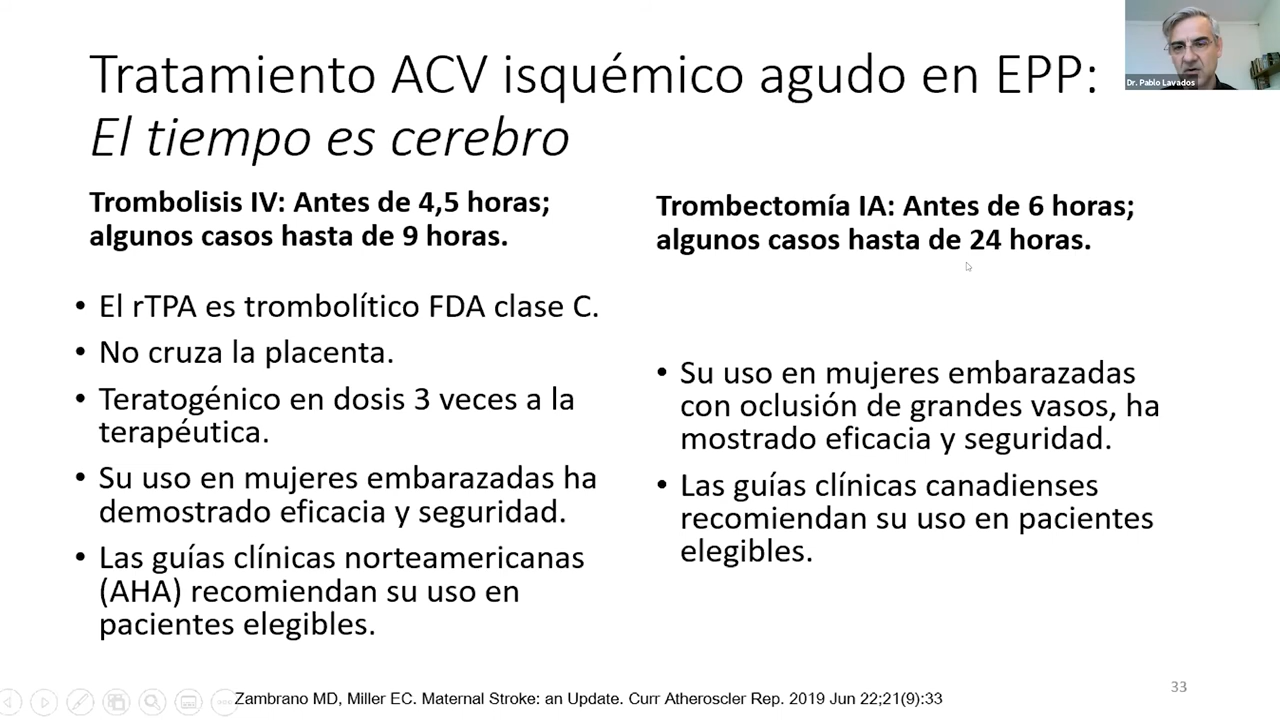 Tratamiento ACV isquémico agudo en EPP:
El tiempo es cerebro
Dr. Pablo Lavados
Trombolisis IV: Antes de 4,5 horas;
algunos casos hasta de 9 horas.
• El rTPA es trombolítico FDA clase C.
• No cruza la placenta.
• Teratogénico en dosis 3 veces a la
terapéutica.
• Su uso en mujeres embarazadas ha
demostrado eficacia y seguridad.
• Las guías clínicas norteamericanas
(AHA) recomiendan su uso en
pacientes elegibles.
Trombectomía IA: Antes de 6 horas;
algunos casos hasta de 24 horas.
• Su uso en mujeres embarazadas
con oclusión de grandes vasos, ha
mostrado eficacia y seguridad.
• Las guías clínicas canadienses
recomiendan su uso en pacientes
elegibles.
Zambrano MD, Miller EC. Maternal Stroke: an Update. Curr Atheroscler Rep. 2019 Jun 22;21(9):33
33